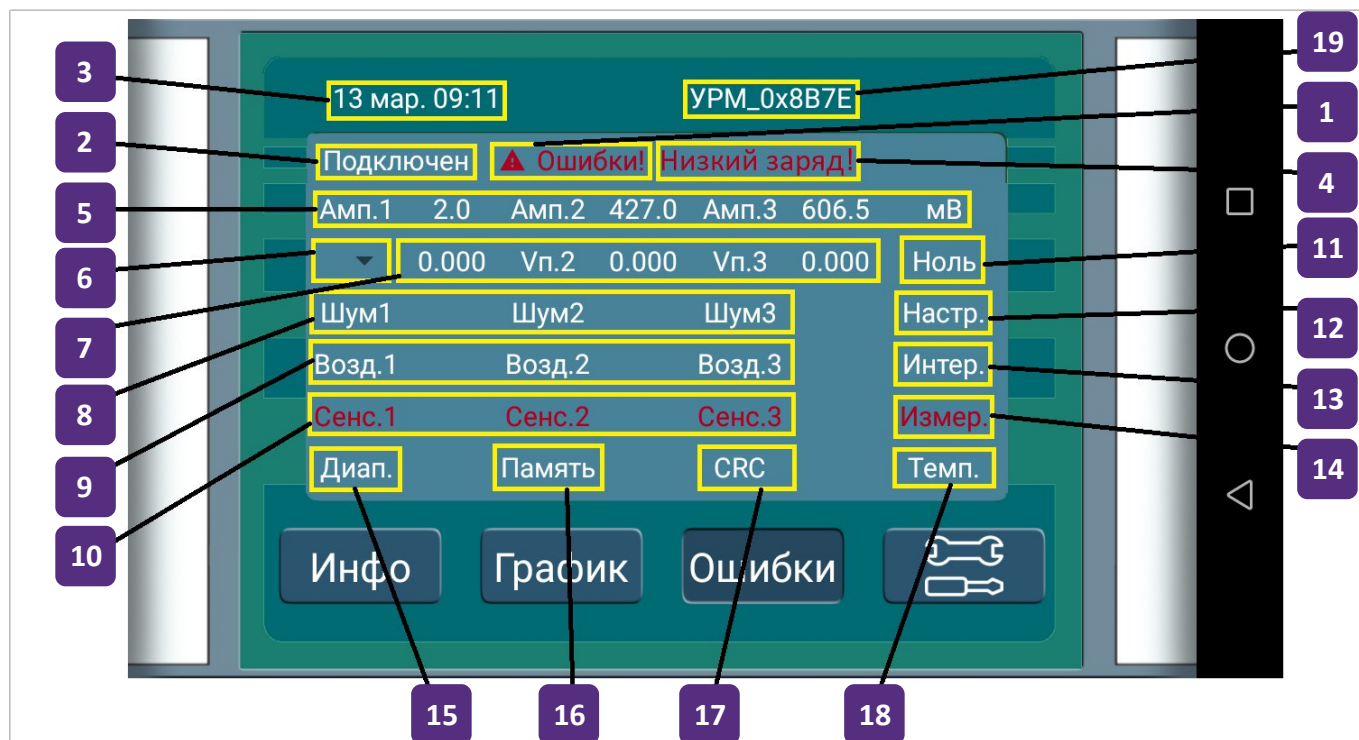 19
3
13 мар. 09:11 УРМ_0x8B7E
1
2
Подключен Ошибки! Низкий заряд!
4
5
Амп.1 2.0 Амп.2 427.0 Амп.3 606.5 мВ
11
6
0.000 Vп.2 0.000 Vп.3 0.000 Ноль
12
7
Шум1 Шум2 Шум3 Настр.
13
8
Возд.1 Возд.2 Возд.3 Интер.
14
9
Сенс.1 Сенс.2 Сенс.3 Измер.
10
Диап. Память CRC Темп.
Инфо График Ошибки
15 16 17 18